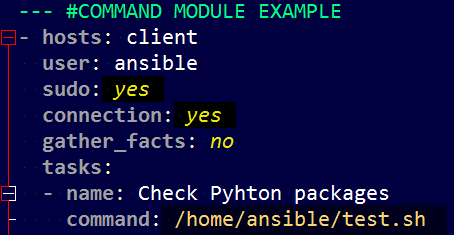 --- #COMMAND MODULE EXAMPLE
- hosts: client
user: ansible
sudo: yes
connection: yes
gather_facts: no
tasks:
- name: Check Pyhton packages
command: /home/ansible/test.sh